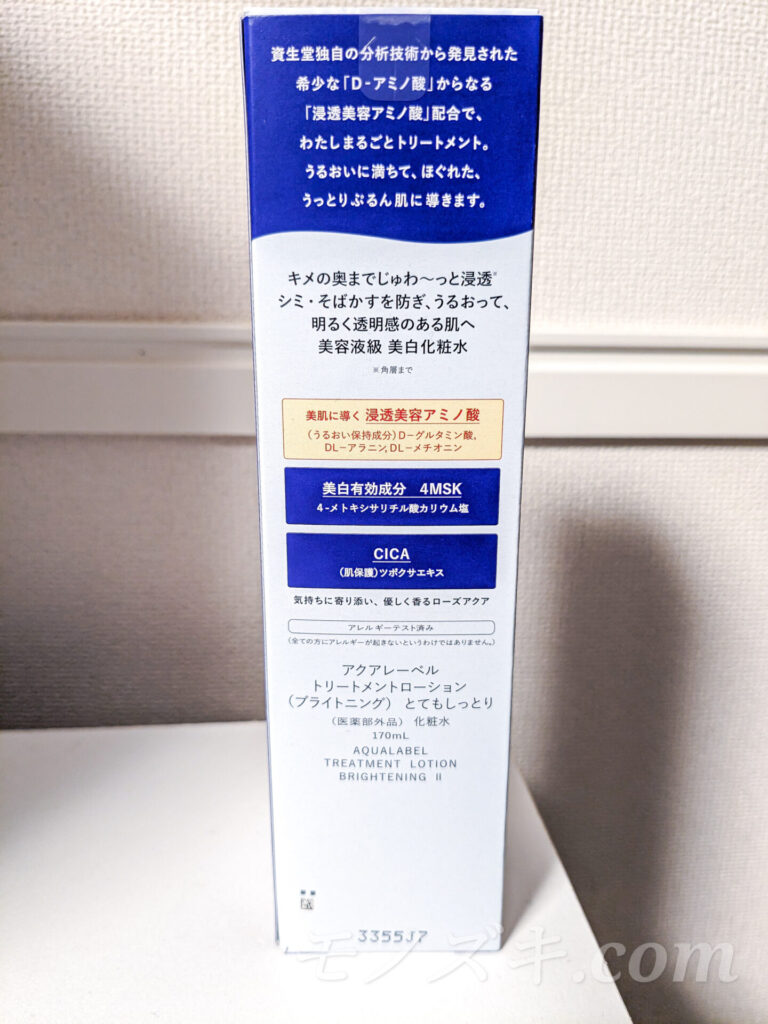 資生堂独自の分析技術から発見された
希少な「D-アミノ酸」からなる
「浸透美容アミノ酸」配合で、
わたしまるごとトリートメント。
うるおいに満ちて、ほぐれた、
うっとりぷるん肌に導きます。
キメの奥までじゅわ〜っと浸透※
シミ・そばかすを防ぎ、うるおって、
明るく透明感のある肌へ
美容液級 美白化粧水
※角層まで
美肌に導く 浸透美容アミノ酸
(うるおい保持成分)D-グルタミン酸、
DL-アラニン、DL-メチオニン
美白有効成分 4MSK
4-メトキシサリチル酸カリウム塩
CICA
(肌保護)ツボクサエキス
気持ちに寄り添い、優しく香るローズアクア
アレルギーテスト済み
(全ての方にアレルギーが起きないというわけではありません。)
アクアレーベル
トリートメントローション
(ブライトニング) とてもしっとり
(医薬部外品) 化粧水
170mL
AQUALABEL
TREATMENT LOTION
BRIGHTENING II
3355J7
モノズキ.com